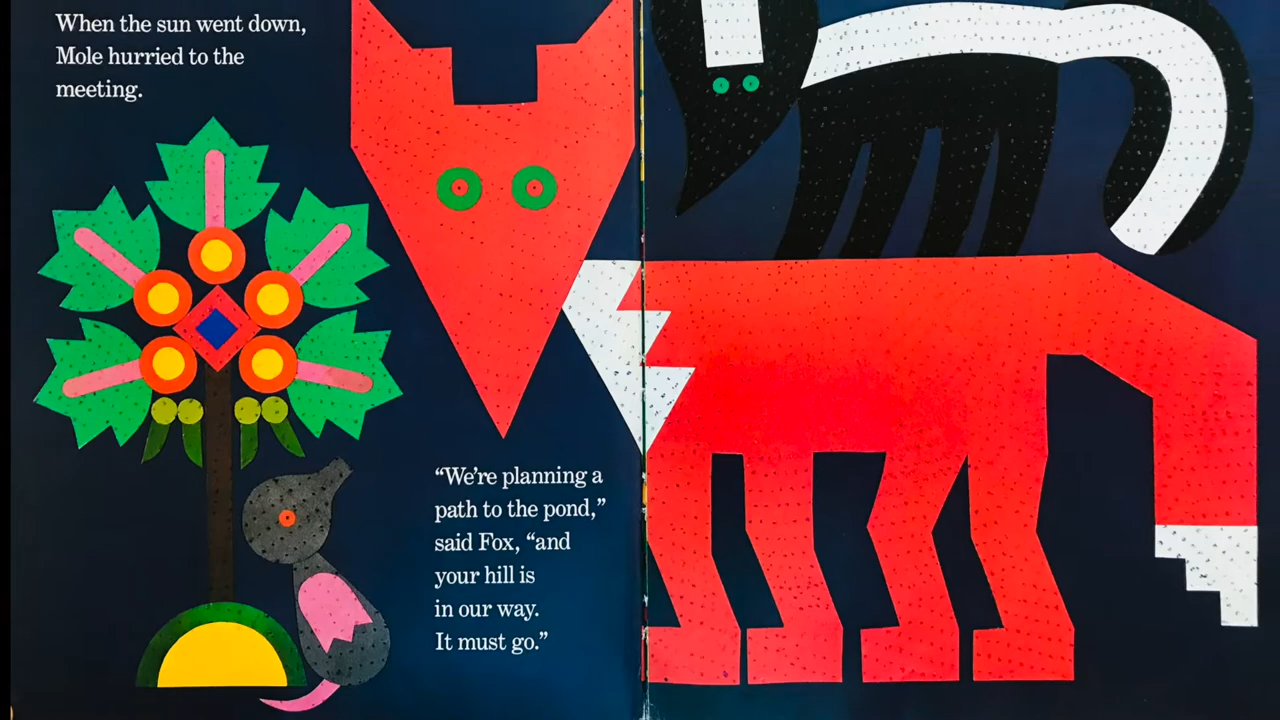 When the sun went down,
Mole hurried to the
meeting.
“We’re planning a
path to the pond,”
said Fox, “and
your hill is
in our way.
It must go.”